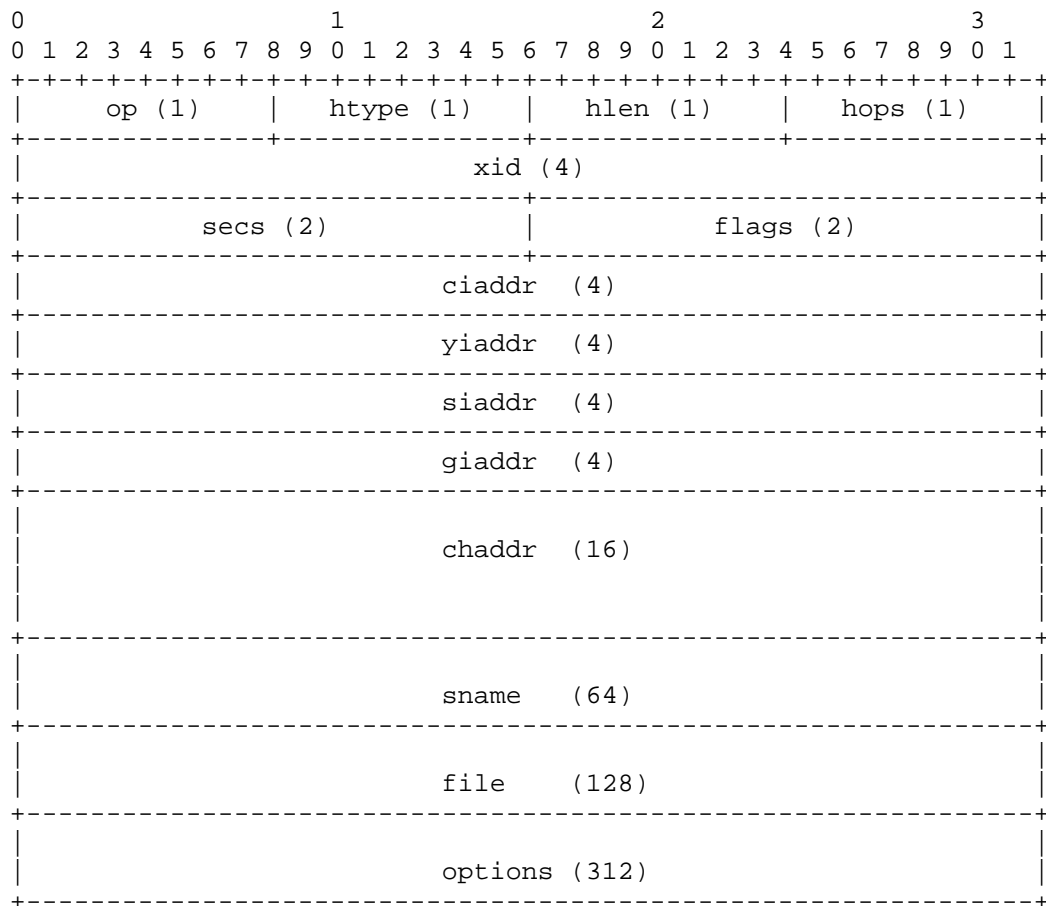 0                   1                   2                   3
0 1 2 3 4 5 6 7 8 9 0 1 2 3 4 5 6 7 8 9 0 1 2 3 4 5 6 7 8 9 0 1
+-+-+-+-+-+-+-+-+-+-+-+-+-+-+-+-+-+-+-+-+-+-+-+-+-+-+-+-+-+-+-+-+
|     op (1)    |   htype (1)   |   hlen (1)    |   hops (1)    |
+---------------+---------------+---------------+---------------+
|                            xid (4)                            |
+-------------------------------+-------------------------------+
|           secs (2)            |           flags (2)           |
+-------------------------------+-------------------------------+
|                          ciaddr  (4)                          |
+---------------------------------------------------------------+
|                          yiaddr  (4)                          |
+---------------------------------------------------------------+
|                          siaddr  (4)                          |
+---------------------------------------------------------------+
|                          giaddr  (4)                          |
+---------------------------------------------------------------+
|                                                               |
|                          chaddr  (16)                         |
|                                                               |
|                                                               |
+---------------------------------------------------------------+
|                                                               |
|                          sname   (64)                         |
+---------------------------------------------------------------+
|                                                               |
|                          file    (128)                        |
+---------------------------------------------------------------+
|                                                               |
|                          options (312)                        |
+---------------------------------------------------------------+